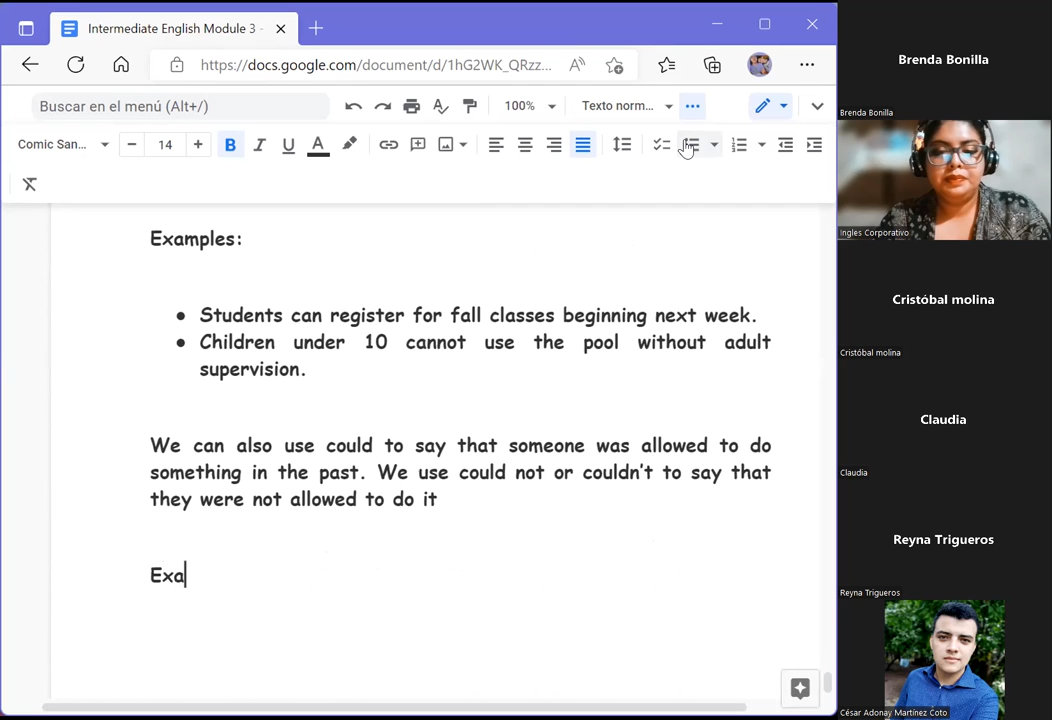 Intermediate English Module 3 -
https://docs.google.com/document/d/1hG2WK_QRzz...
Buscar en el menú (Alt+/)
100%
Texto norm...
Comic San...
14
Examples:
• Students can register for fall classes beginning next week.
• Children under 10 cannot use the pool without adult
supervision.
We can also use could to say that someone was allowed to do
something in the past. We use could not or couldn't to say that
they were not allowed to do it
Exa
Brenda Bonilla
Brenda Bonilla
Ingles Corporativo
Cristóbal molina
Cristóbal molina
Claudia
Claudia
Reyna Trigueros
Reyna Trigueros
César Adonay Martínez Coto